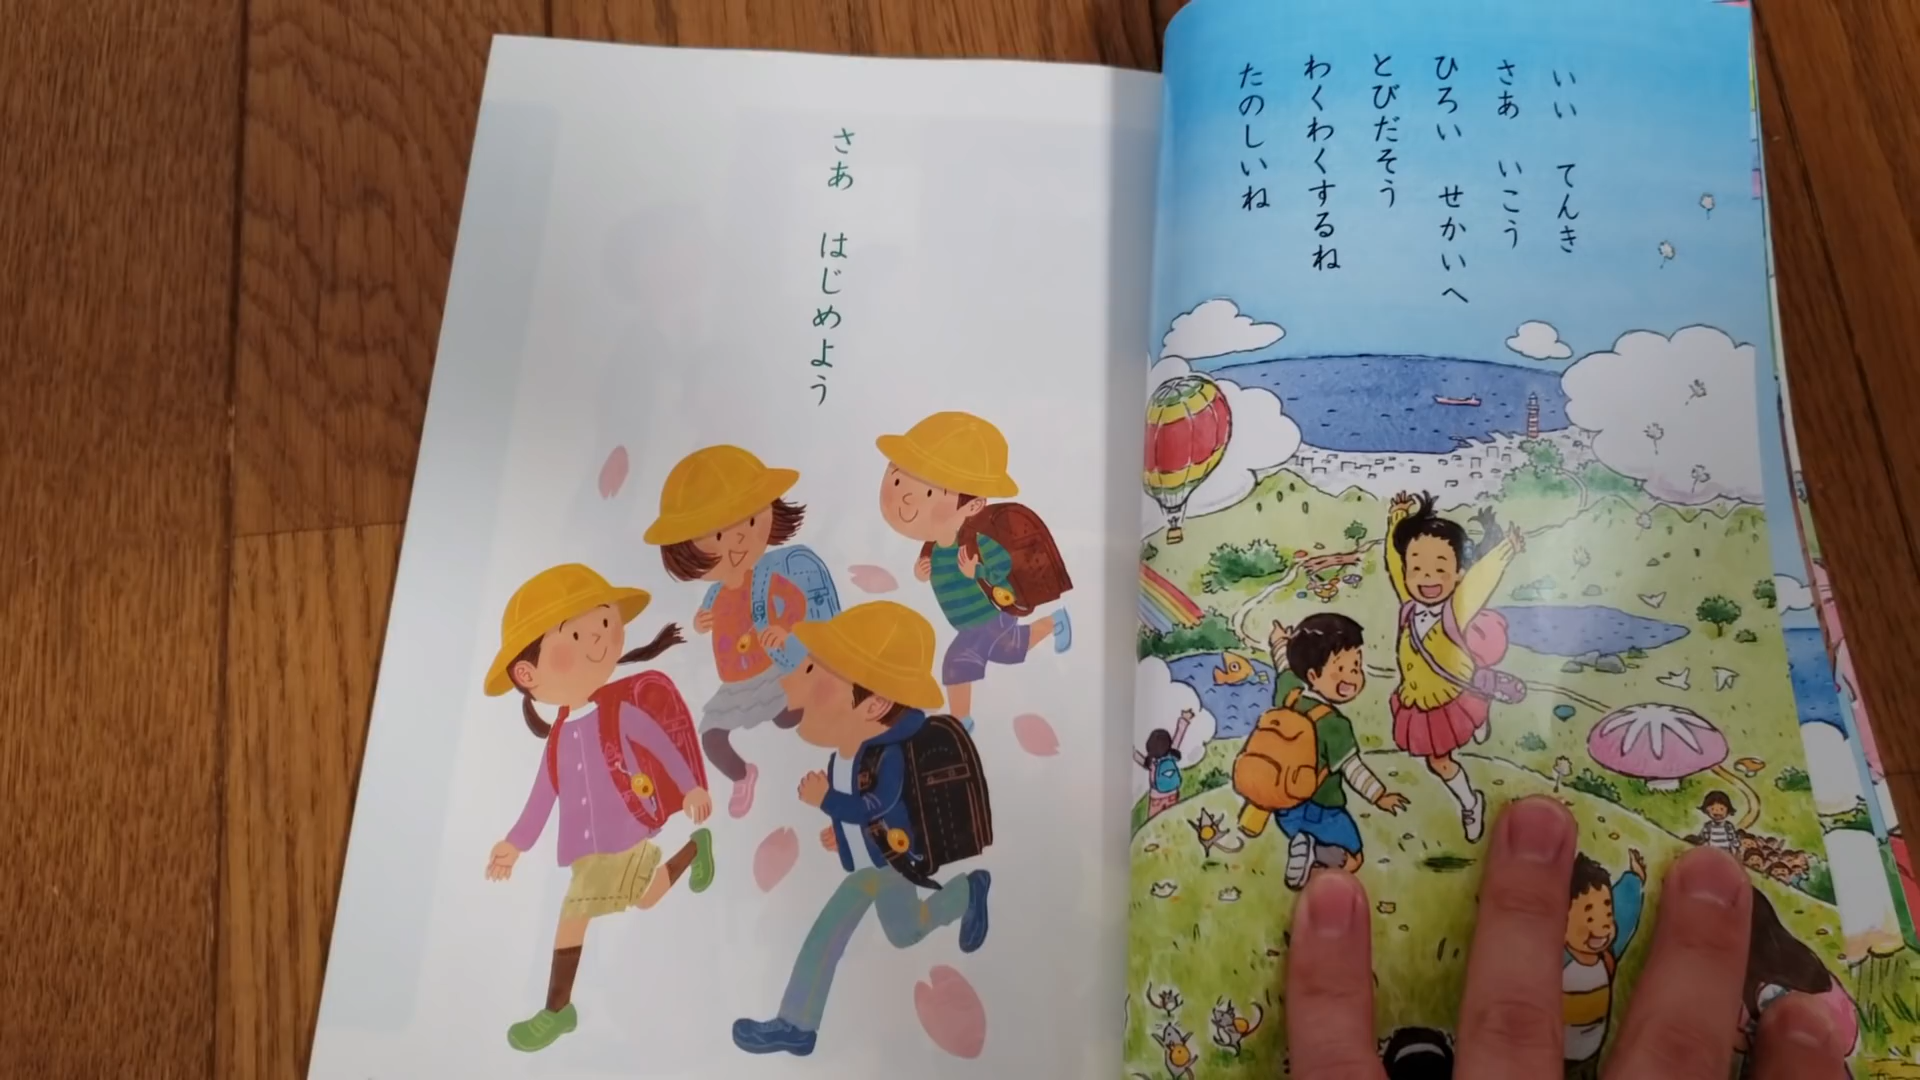 いい　てんき
さあ　いこう
ひろい　せかいへ
とびだそう
わくわくするね
たのしいね
さあ　はじめよう